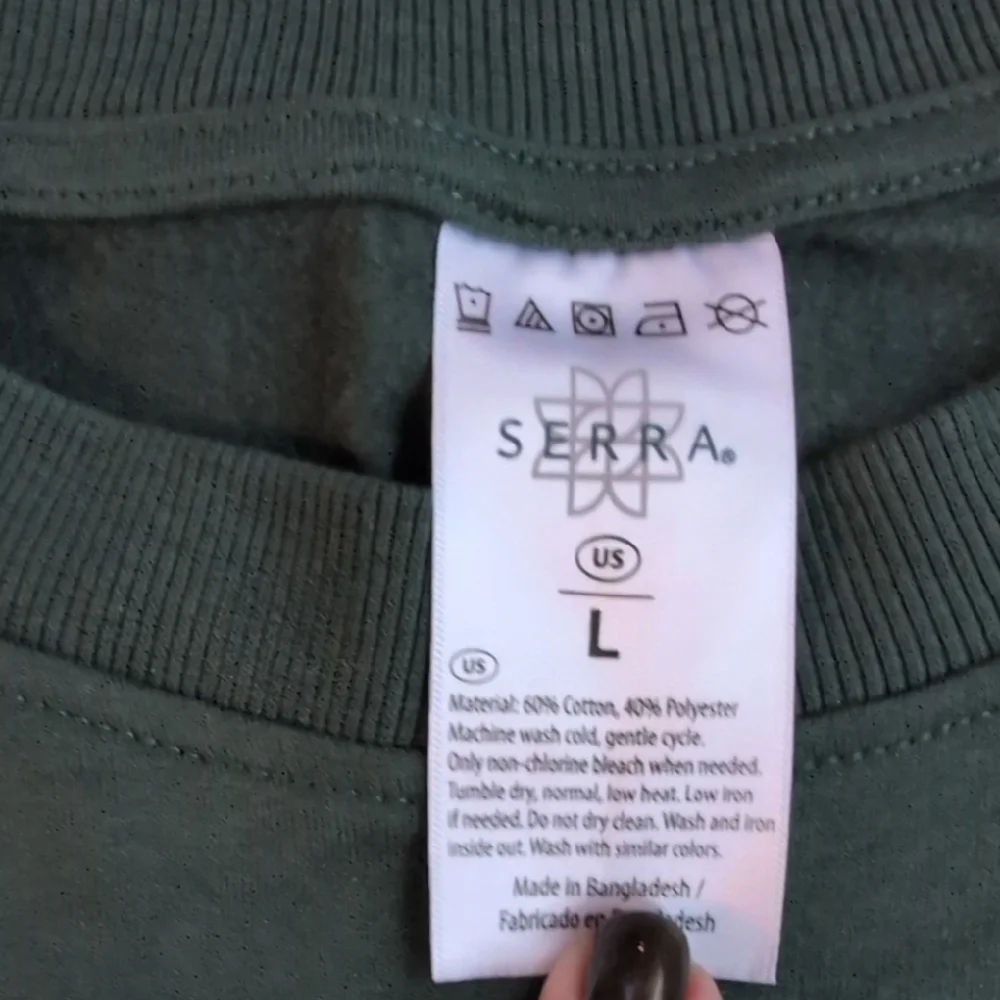 SERRA®
US
L
US
Material: 60% Cotton, 40% Polyester
Machine wash cold, gentle cycle.
Only non-chlorine bleach when needed.
Tumble dry, normal, low heat. Low iron
if needed. Do not dry clean. Wash and iron
inside out. Wash with similar colors.
Made in Bangladesh /
Fabricado en